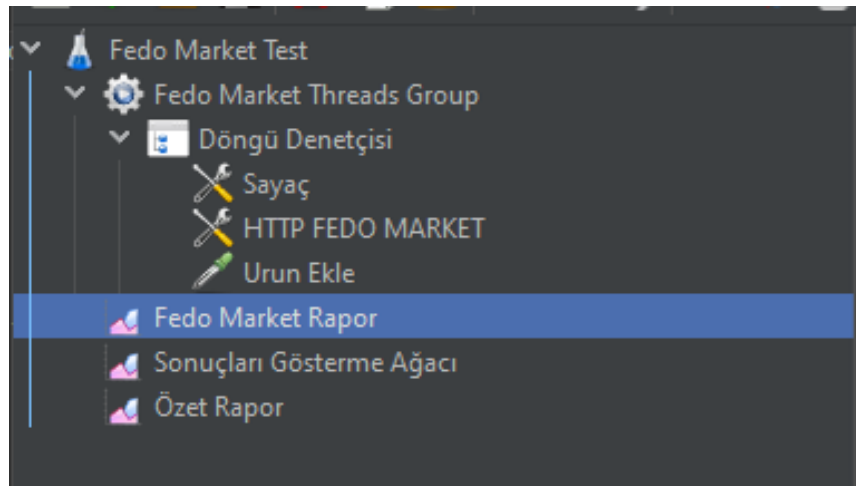 Fedo Market Test
Fedo Market Threads Group
Döngü Denetçisi
Sayaç
HTTP FEDO MARKET
Urun Ekle
Fedo Market Rapor
Sonuçları Gösterme Ağacı
Özet Rapor